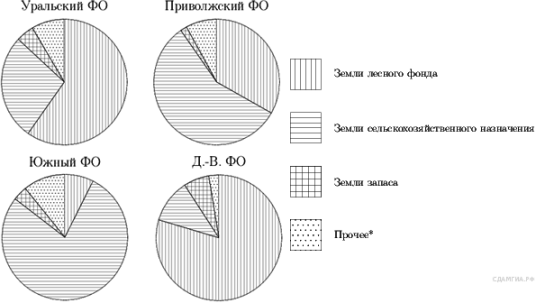 Уральский ФО
Приволжский ФО
Земли лесного фонда
Земли сельскохозяйственного назначения
Южный ФО
Д.-В. ФО
Земли запаса
Прочее*
СДАМГИА.РФ